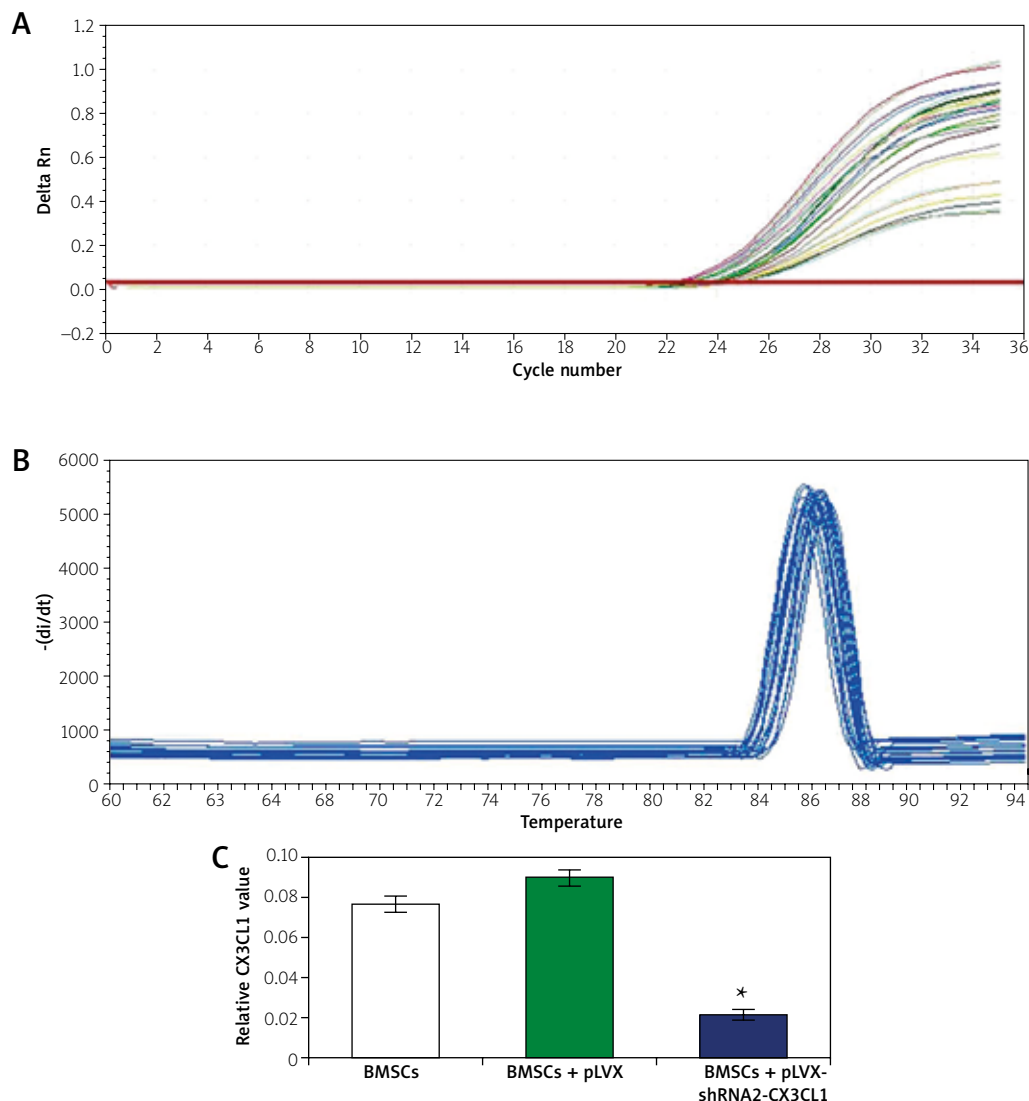 A
Delta Rn
1.2
1.0
0.8
0.6
0.4
0.2
0.0
–0.2
0 2 4 6 8 10 12 14 16 18 20 22 24 26 28 30 32 34 36
Cycle number
B
-(di/dt)
6000
5000
4000
3000
2000
1000
0
60 62 63 64 68 70 72 74 76 78 80 82 84 86 88 90 92 94
Temperature
C
Relative CX3CL1 value
0.10
0.08
0.06
0.04
0.02
0
*
BMSCs
BMSCs + pLVX
BMSCs + pLVX-
shRNA2-CX3CL1